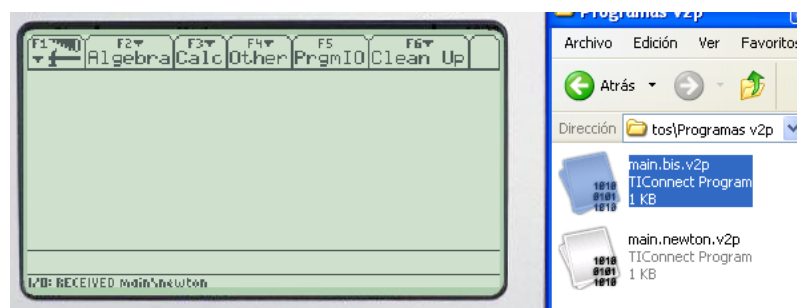 F1 F2 F3 F4 F5 F6
Algebra Calc Other PrgmIO Clean Up
I/O: RECEIVED main\newton
Programas v2p
Archivo Edición Ver Favoritos
Atrás
Dirección tos\Programas v2p
main.bis.v2p
TIConnect Program
1 KB
main.newton.v2p
TIConnect Program
1 KB